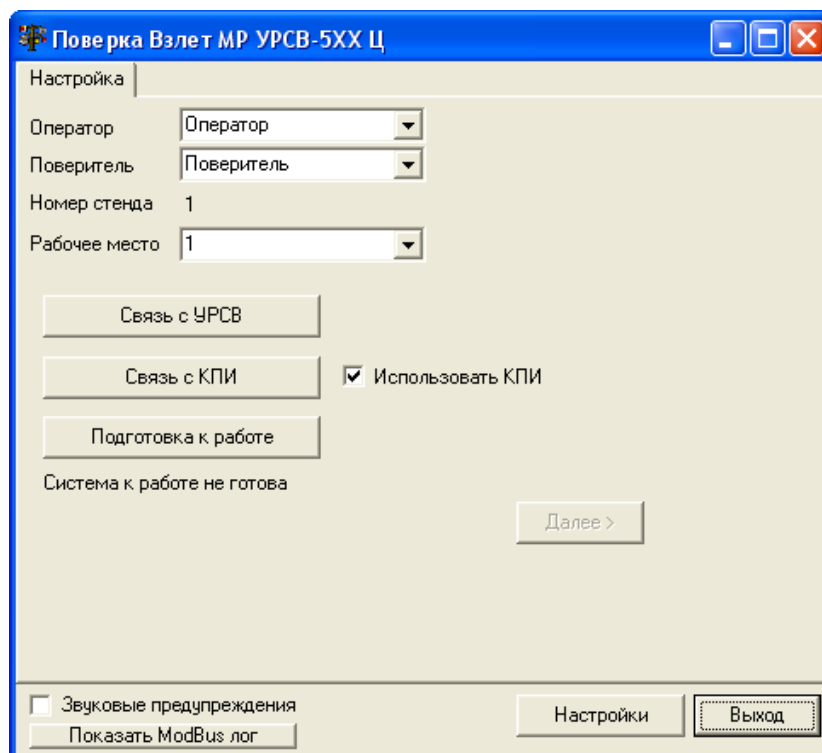 Поверка Взлет МР УРСВ-5ХХ Ц
Настройка
Оператор Оператор
Поверитель Поверитель
Номер стенда 1
Рабочее место 1
Связь с УРСВ
Связь с КПИ Использовать КПИ
Подготовка к работе
Система к работе не готова
Далее >
Звуковые предупреждения
Показать ModBus лог
Настройки Выход